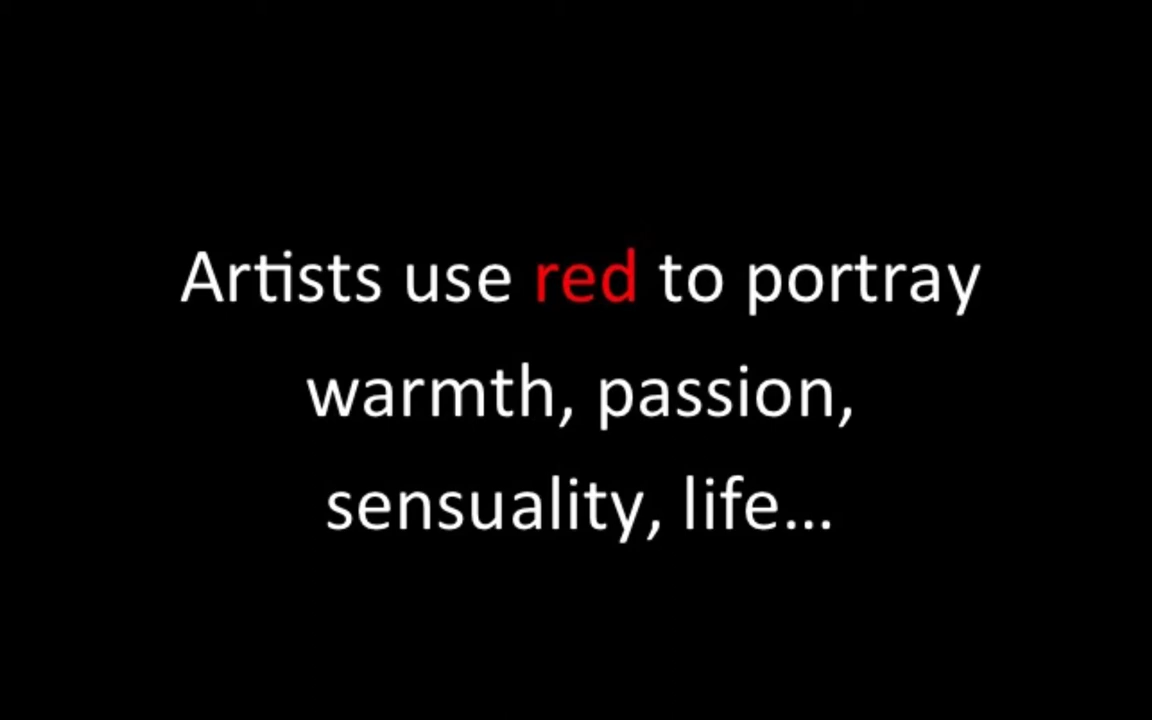 Artists use red to portray
warmth, passion,
sensuality, life...